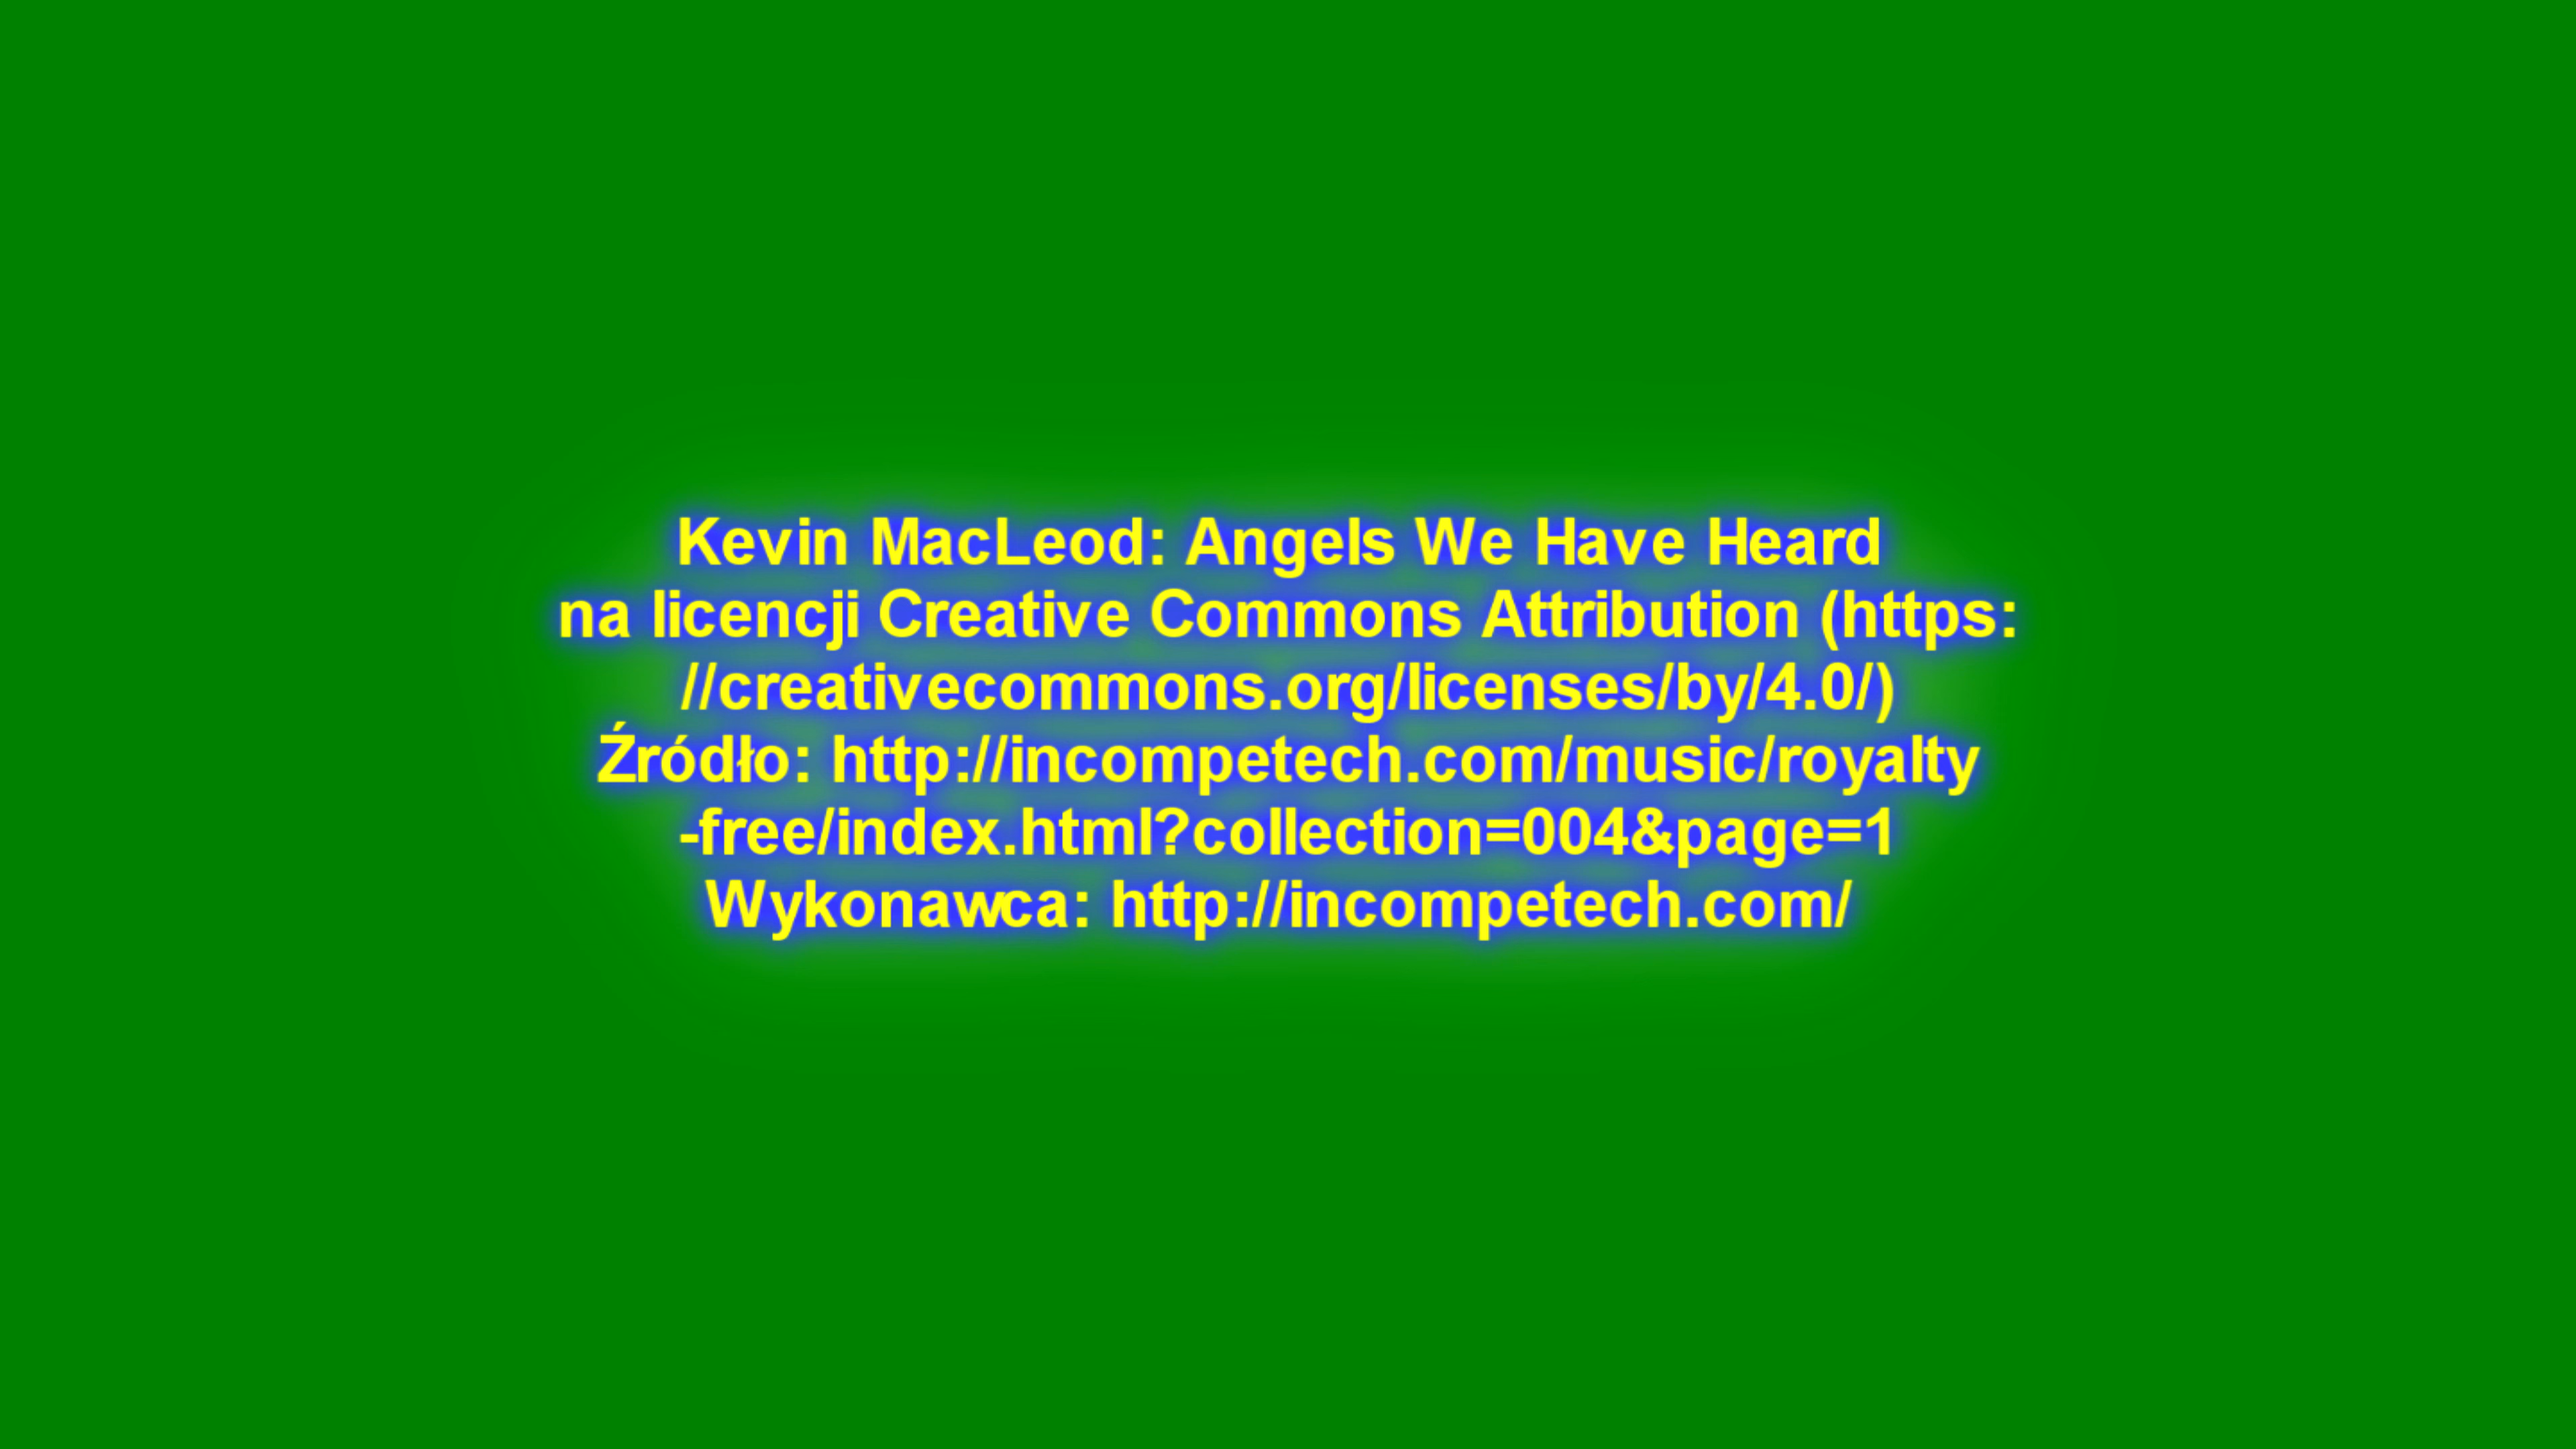 Kevin MacLeod: Angels We Have Heard
na licencji Creative Commons Attribution (https:
//creativecommons.org/licenses/by/4.0/)
Źródło: http://incompetech.com/music/royalty
-free/index.html?collection=004&page=1
Wykonawca: http://incompetech.com/